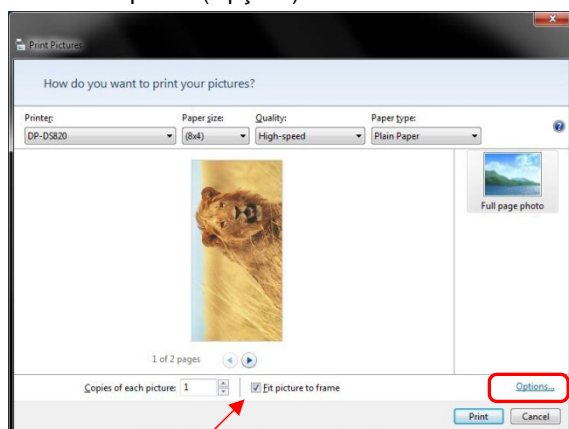 Print Pictures
How do you want to print your pictures?
Printer: Paper size: Quality: Paper type:
DP-DS820 (8x4) High-speed Plain Paper
Full page photo
1 of 2 pages
Copies of each picture: 1 Fit picture to frame Options...
Print Cancel